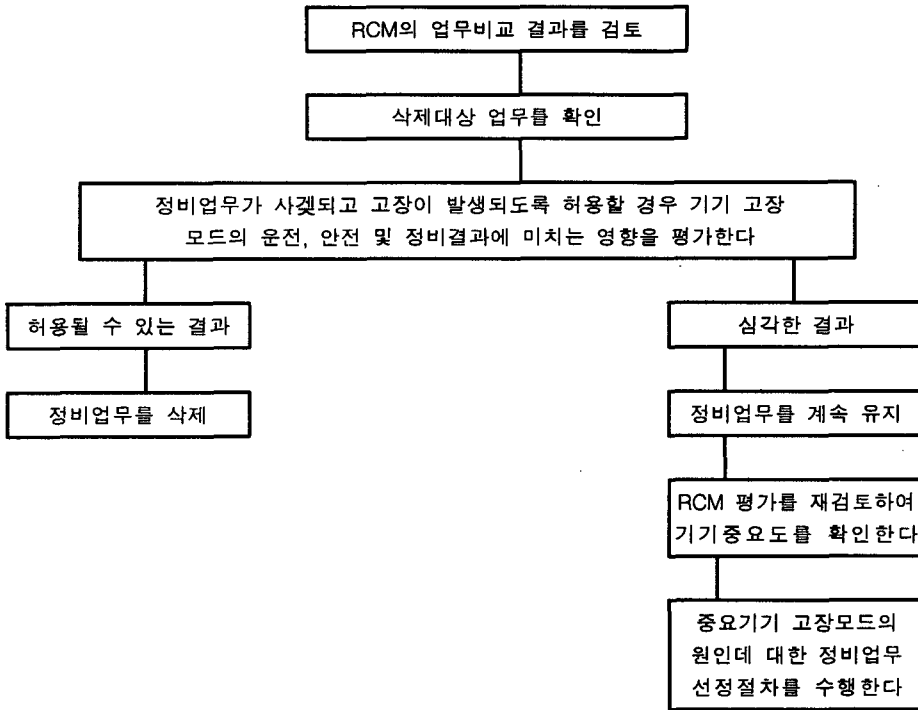 RCM의 업무비교 결과를 검토
삭제대상 업무를 확인
정비업무가 사겢되고 고장이 발생되도록 허용할 경우 기기 고장
모드의 운전, 안전 및 정비결과에 미치는 영향을 평가한다
허용될 수 있는 결과
심각한 결과
정비업무를 삭제
정비업무를 계속 유지
RCM 평가를 재검토하여
기기중요도를 확인한다
중요기기 고장모드의
원인데 대한 정비업무
선정절차를 수행한다